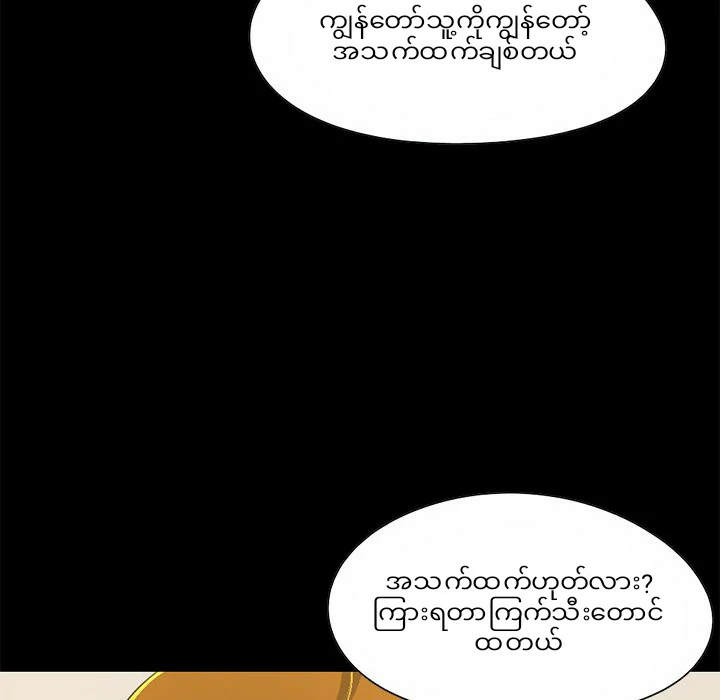 ကျွန်တော်သူ့ကိုကျွန်တော့်
အသက်ထက်ချစ်တယ်
အသက်ထက်ဟုတ်လား?
ကြားရတာကြက်သီးတောင်
ထတယ်